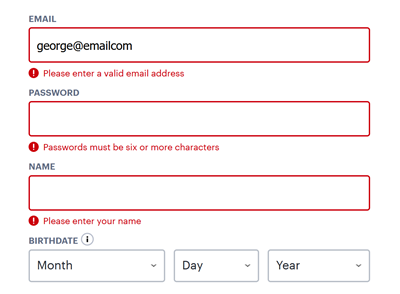 EMAIL
george@emailcom
Please enter a valid email address
PASSWORD
Passwords must be six or more characters
NAME
Please enter your name
BIRTHDATE
Month Day Year